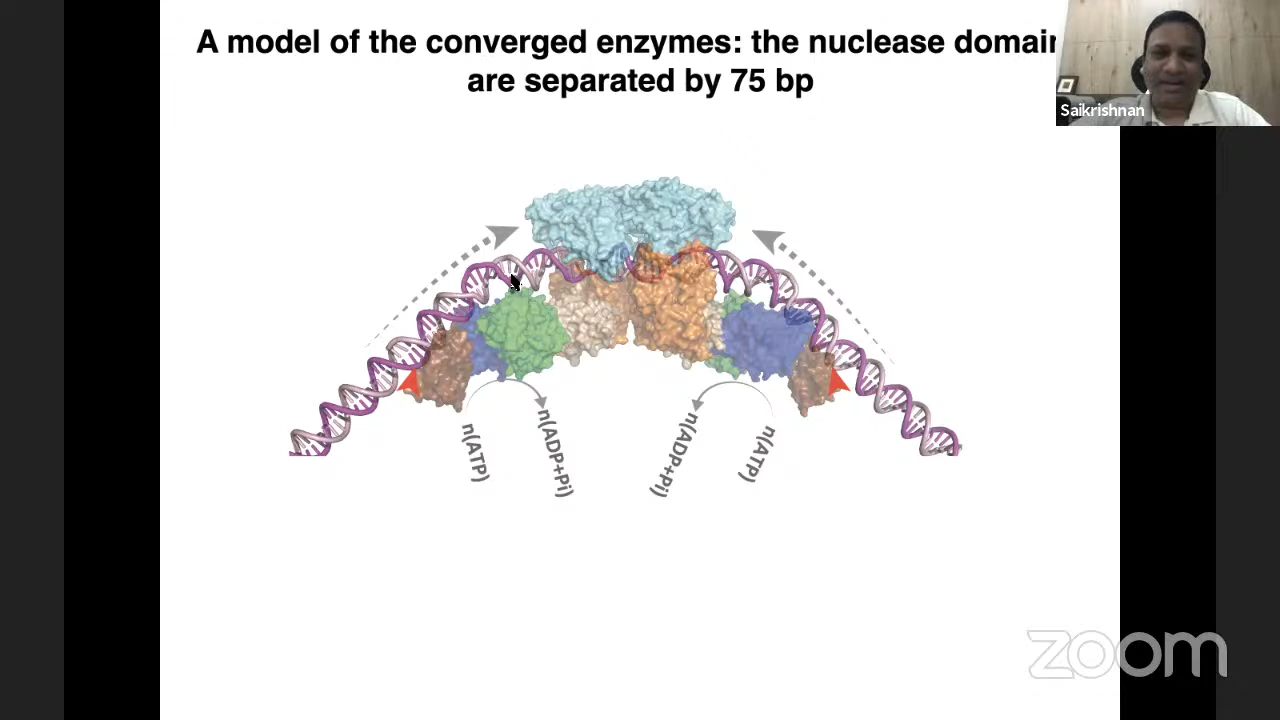 A model of the converged enzymes: the nuclease domain
are separated by 75 bp
Saikrishnan
n(ATP)
n(ADP+Pi)
n(ADP+Pi)
n(ATP)
zoom